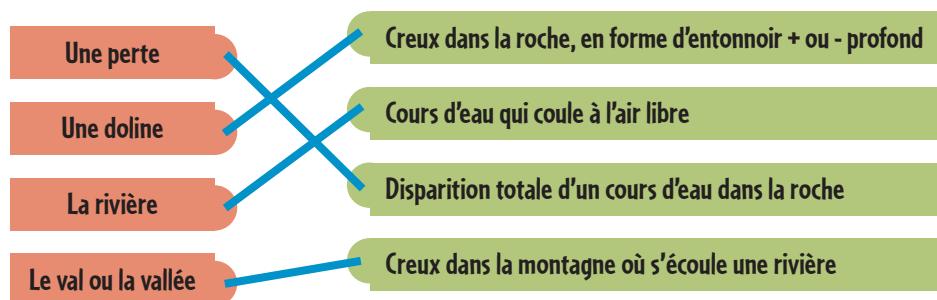 Une perte
Creux dans la roche, en forme d'entonnoir + ou - profond
Une doline
Cours d'eau qui coule à l'air libre
La rivière
Disparition totale d'un cours d'eau dans la roche
Le val ou la vallée
Creux dans la montagne où s'écoule une rivière